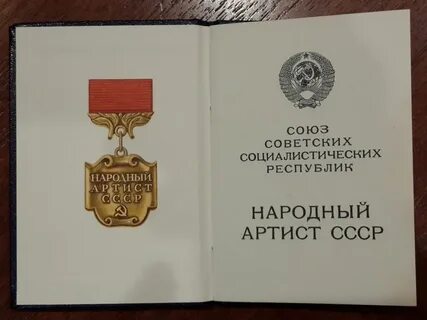 НАРОДНЫЙ
АРТИСТ
СССР
СОЮЗ
СОВЕТСКИХ
СОЦИАЛИСТИЧЕСКИХ
РЕСПУБЛИК
НАРОДНЫЙ
АРТИСТ СССР